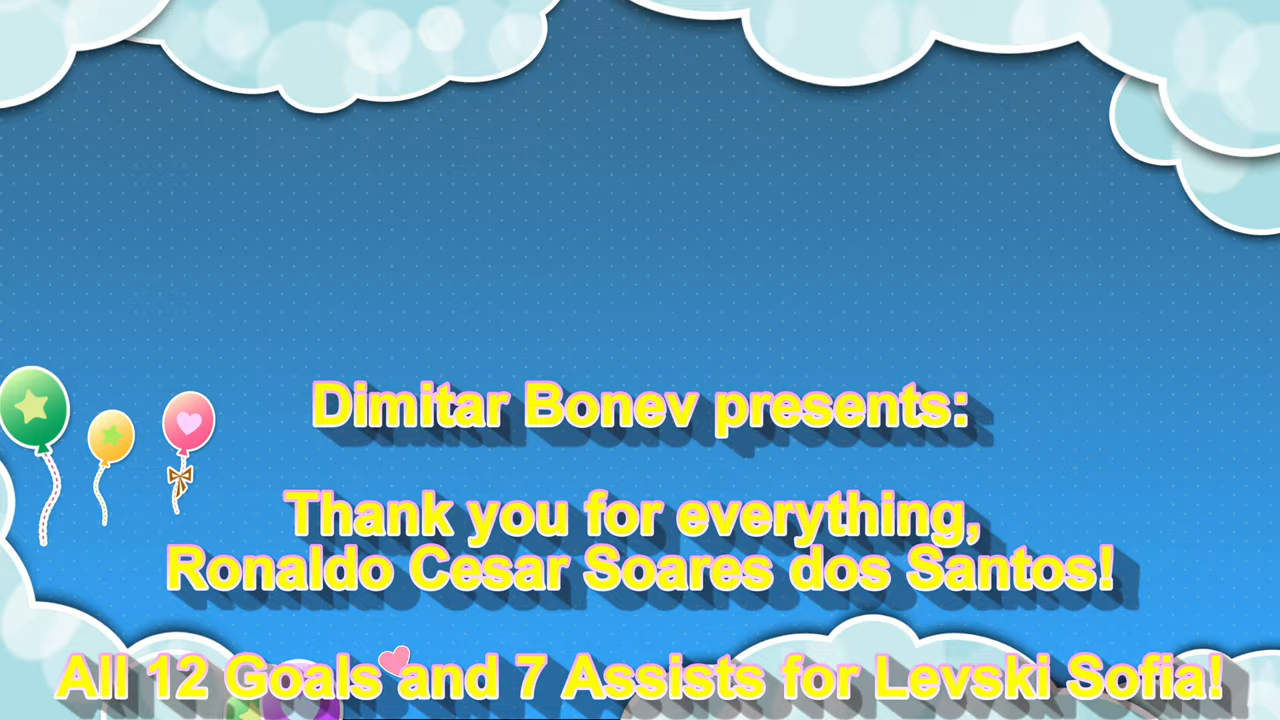 Dimitar Bonev presents:
Thank you for everything,
Ronaldo Cesar Soares dos Santos!
All 12 Goals and 7 Assists for Levski Sofia!